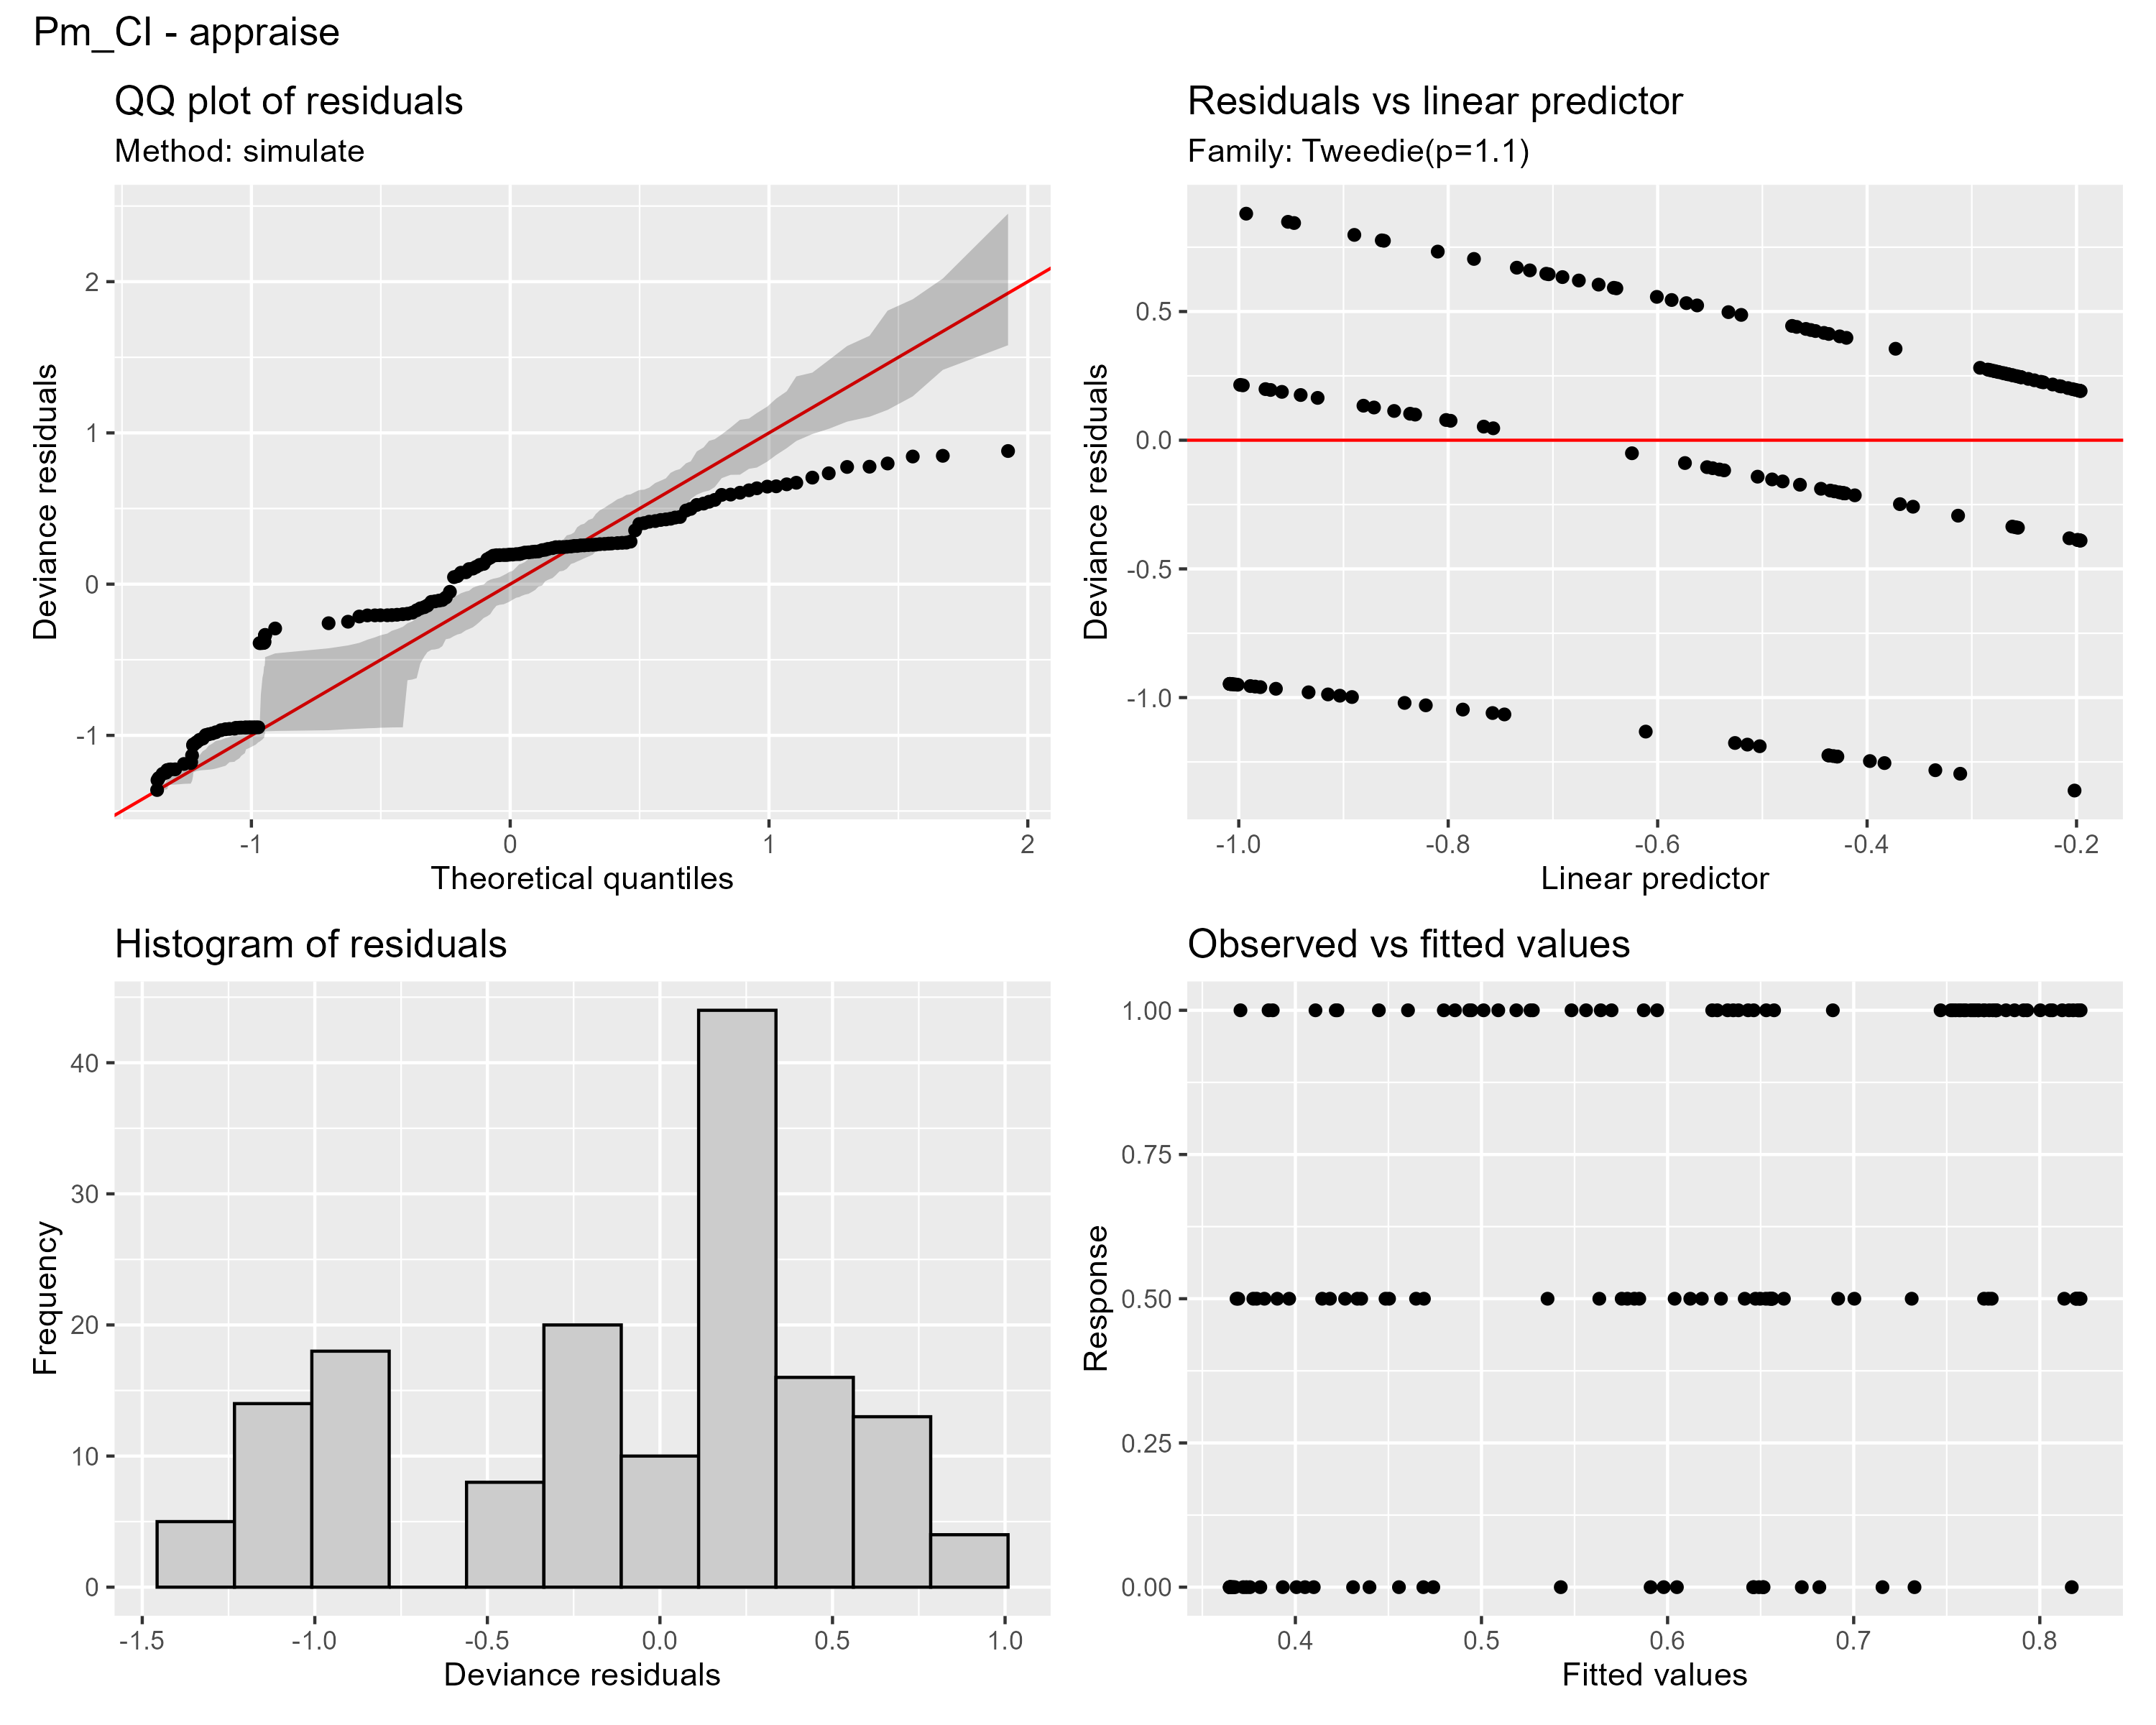 Pm_CI - appraise
QQ plot of residuals
Method: simulate
Deviance residuals
2
1
0
-1
-1
0
1
2
Theoretical quantiles
Residuals vs linear predictor
Family: Tweedie(p=1.1)
Deviance residuals
0.5
0.0
-0.5
-1.0
-1.0
-0.8
-0.6
-0.4
-0.2
Linear predictor
Histogram of residuals
Frequency
40
30
20
10
0
-1.5
-1.0
-0.5
0.0
0.5
1.0
Deviance residuals
Observed vs fitted values
Response
1.00
0.75
0.50
0.25
0.00
0.4
0.5
0.6
0.7
0.8
Fitted values